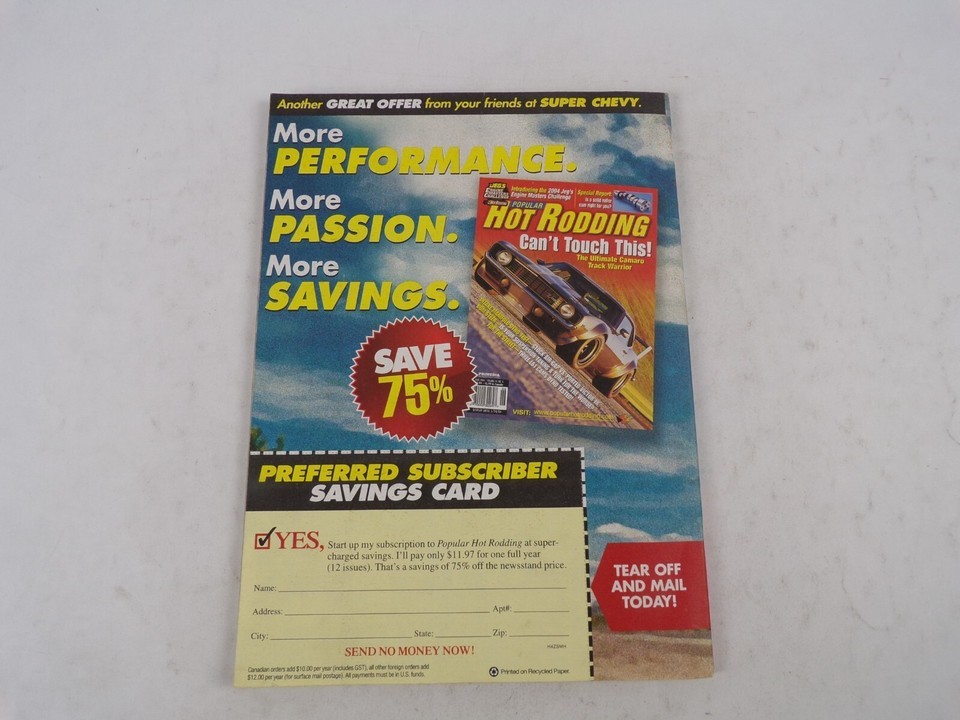 Another GREAT OFFER from your friends at SUPER CHEVY.
More
PERFORMANCE.
More
PASSION.
More
SAVINGS.
JEG'S
Introducing the 2004 Jeg's
Engine Masters Challenge
Special Report:
POPULAR
HOT RODDING
Can't Touch This!
The Ultimate Camaro
Track Warrior
VISIT:
SAVE
75%
PREFERRED SUBSCRIBER
SAVINGS CARD
YES, Start up my subscription to Popular Hot Rodding at super-
charged savings. I'll pay only $11.97 for one full year
(12 issues). That's a savings of 75% off the newsstand price.
Name:
Address: Apt#:
City: State: Zip:
SEND NO MONEY NOW!
Canadian orders add $10.00 per year (includes GST), all other foreign orders add
$12.00 per year (for surface mail postage). All payments must be in U.S. funds.
Printed on Recycled Paper.
TEAR OFF
AND MAIL
TODAY!